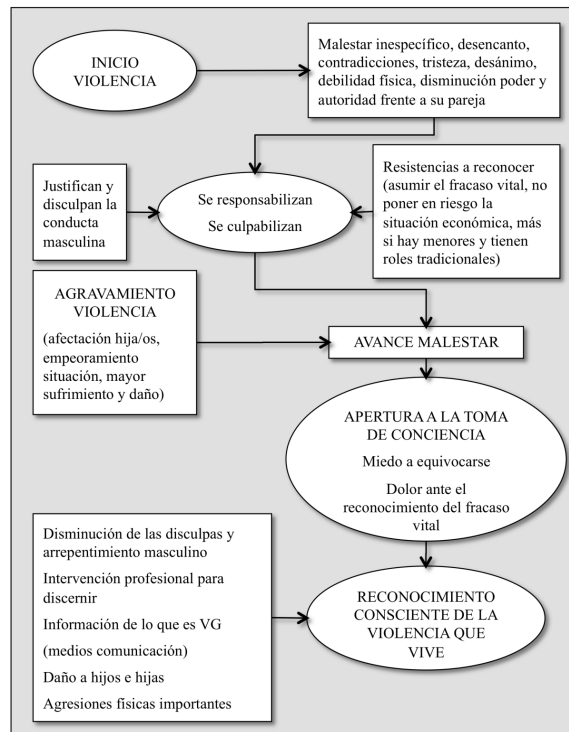 INICIO
VIOLENCIA
Malestar inespecífico, desencanto,
contradicciones, tristeza, desánimo,
debilidad física, disminución poder y
autoridad frente a su pareja
Justifican y
disculpan la
conducta
masculina
Se responsabilizan
Se culpabilizan
Resistencias a reconocer
(asumir el fracaso vital, no
poner en riesgo la
situación económica, más
si hay menores y tienen
roles tradicionales)
AGRAVAMIENTO
VIOLENCIA
(afectación hija/os,
empeoramiento
situación, mayor
sufrimiento y daño)
AVANCE MALESTAR
APERTURA A LA TOMA
DE CONCIENCIA
Miedo a equivocarse
Dolor ante el
reconocimiento del fracaso
vital
Disminución de las disculpas y
arrepentimiento masculino
Intervención profesional para
discernir
Información de lo que es VG
(medios comunicación)
Daño a hijos e hijas
Agresiones físicas importantes
RECONOCIMIENTO
CONSCIENTE DE LA
VIOLENCIA QUE
VIVE